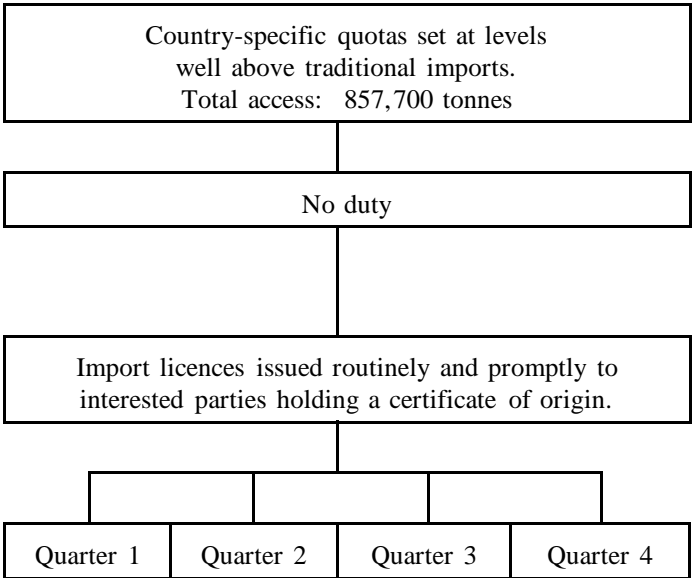 Country-specific quotas set at levels
well above traditional imports.
Total access: 857,700 tonnes
No duty
Import licences issued routinely and promptly to
interested parties holding a certificate of origin.
Quarter 1 Quarter 2 Quarter 3 Quarter 4